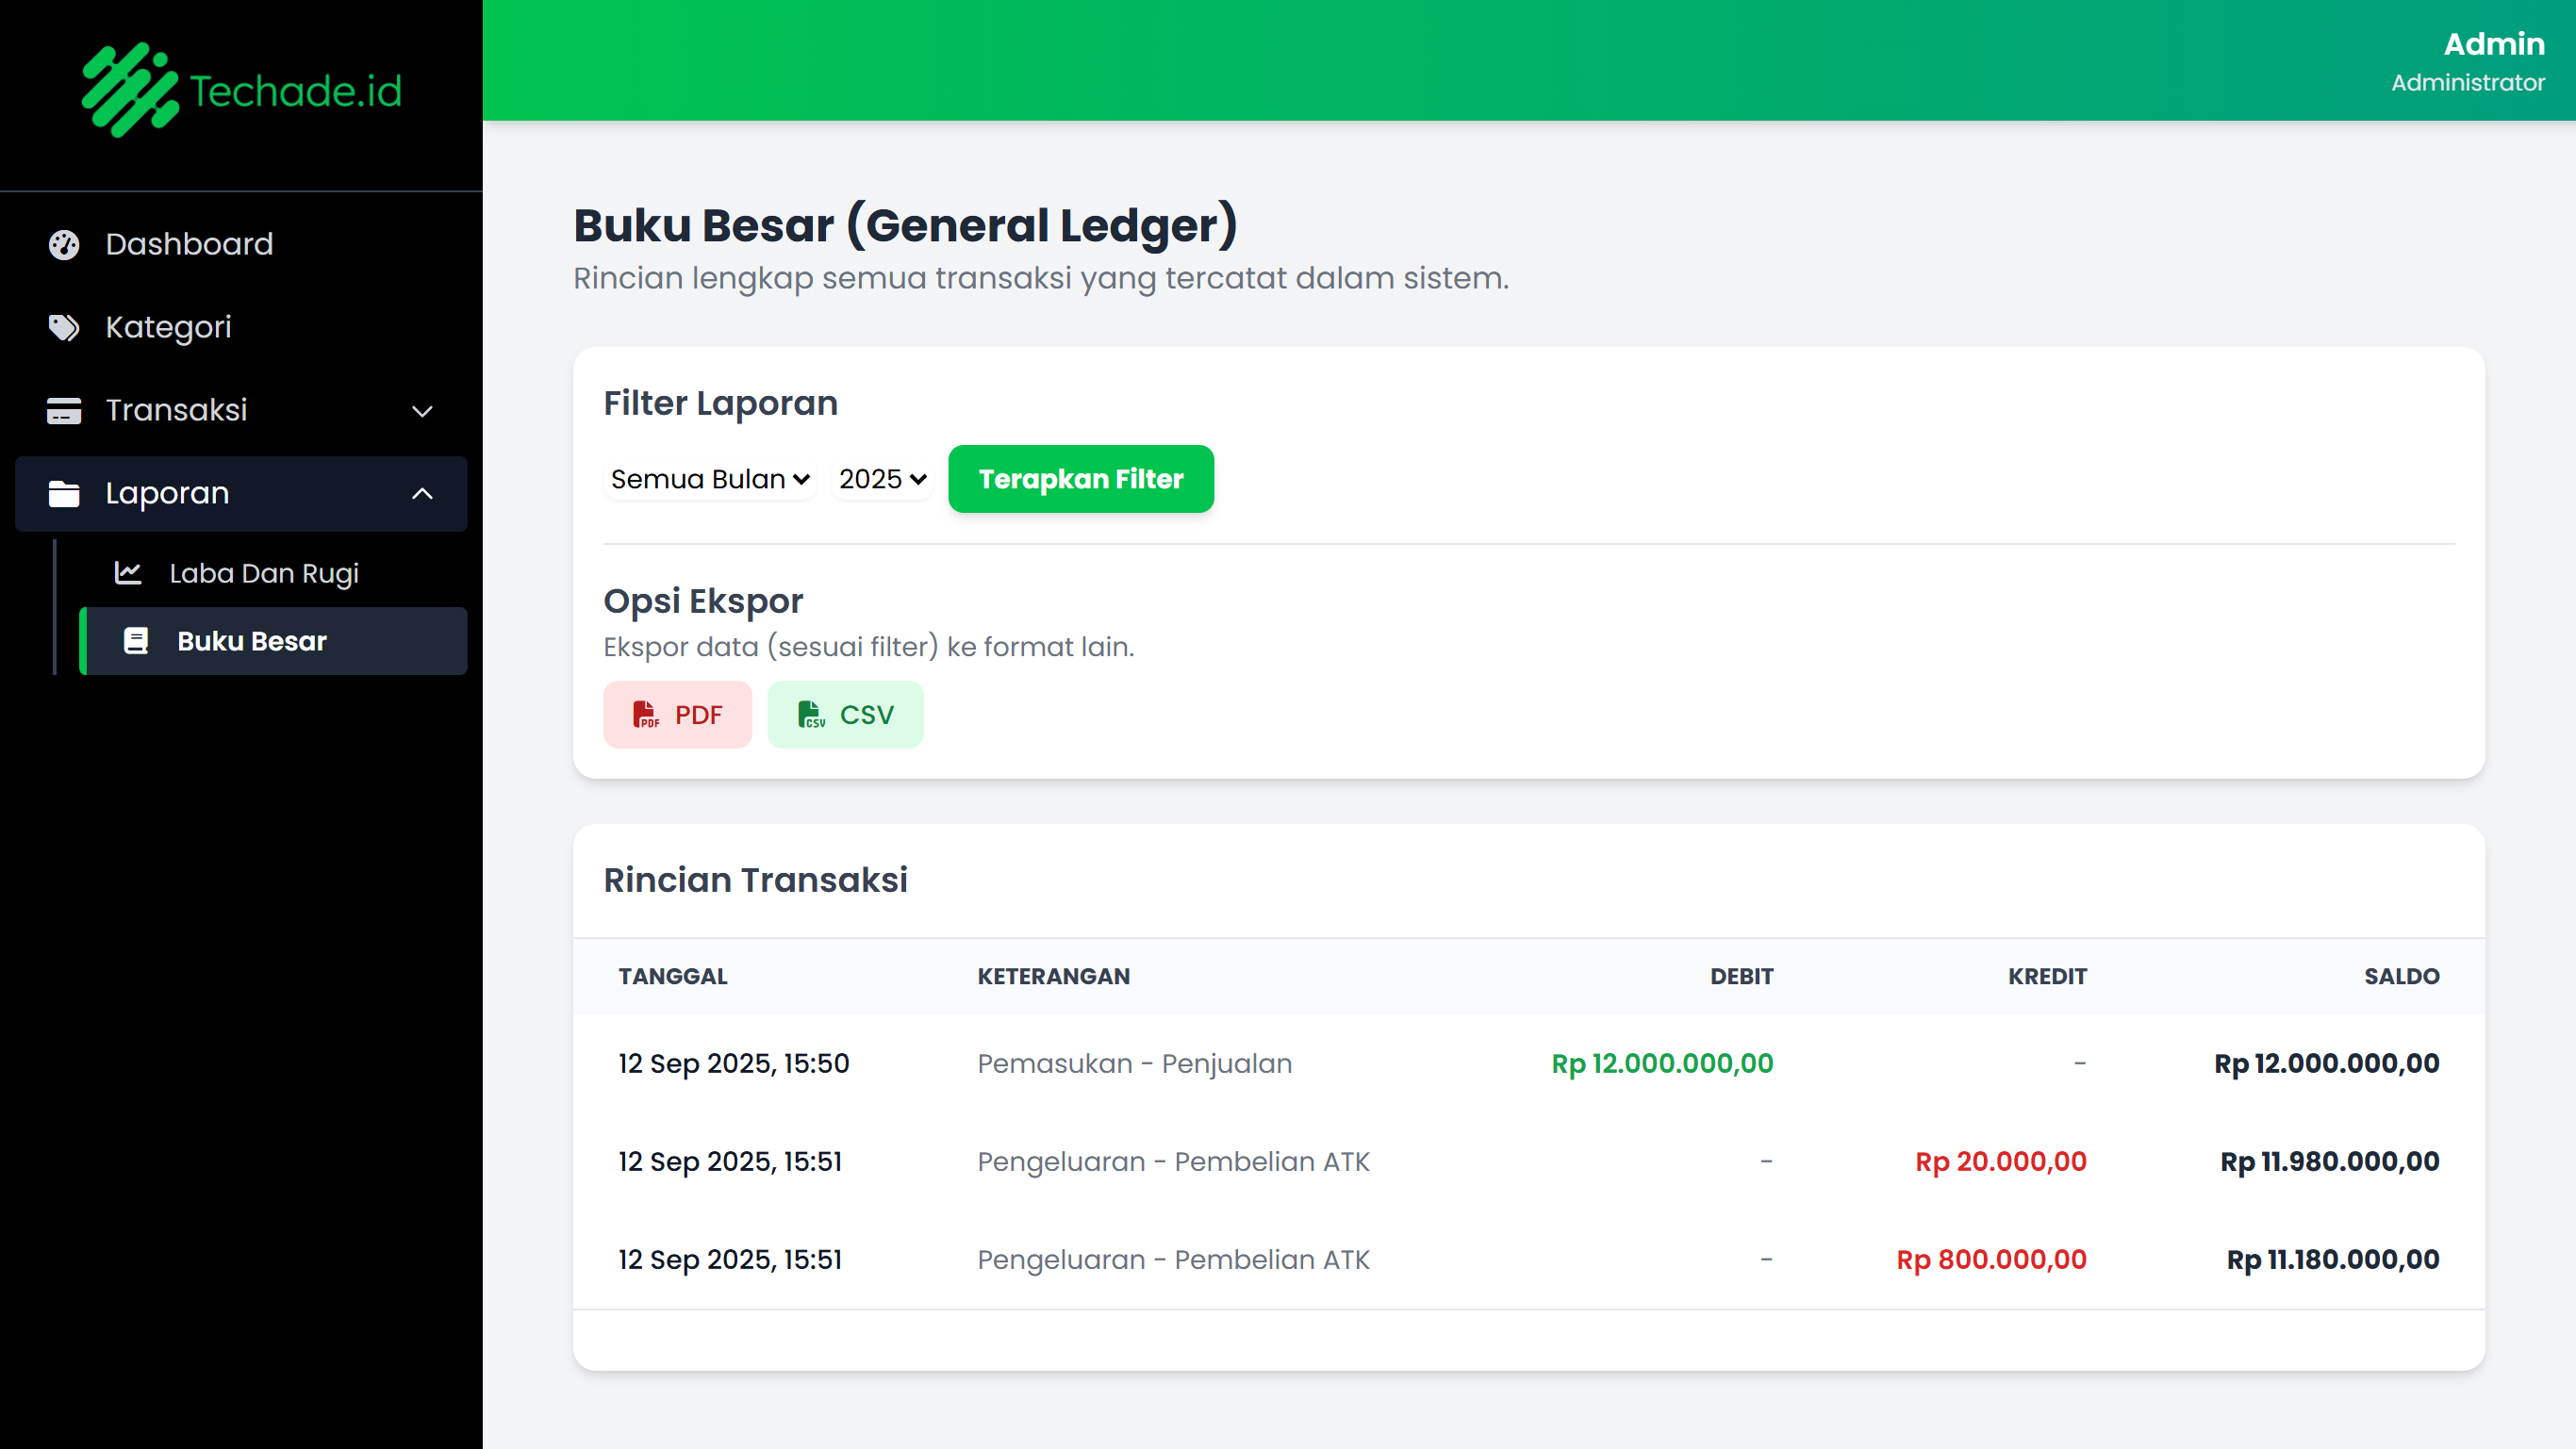 Techade.id
Admin
Administrator
Dashboard
Kategori
Transaksi
Laporan
Laba Dan Rugi
Buku Besar
Buku Besar (General Ledger)
Rincian lengkap semua transaksi yang tercatat dalam sistem.
Filter Laporan
Semua Bulan 2025 Terapkan Filter
Opsi Ekspor
Ekspor data (sesuai filter) ke format lain.
PDF PDF CSV CSV
Rincian Transaksi
TANGGAL KETERANGAN DEBIT KREDIT SALDO
12 Sep 2025, 15:50 Pemasukan - Penjualan Rp 12.000.000,00 - Rp 12.000.000,00
12 Sep 2025, 15:51 Pengeluaran - Pembelian ATK - Rp 20.000,00 Rp 11.980.000,00
12 Sep 2025, 15:51 Pengeluaran - Pembelian ATK - Rp 800.000,00 Rp 11.180.000,00